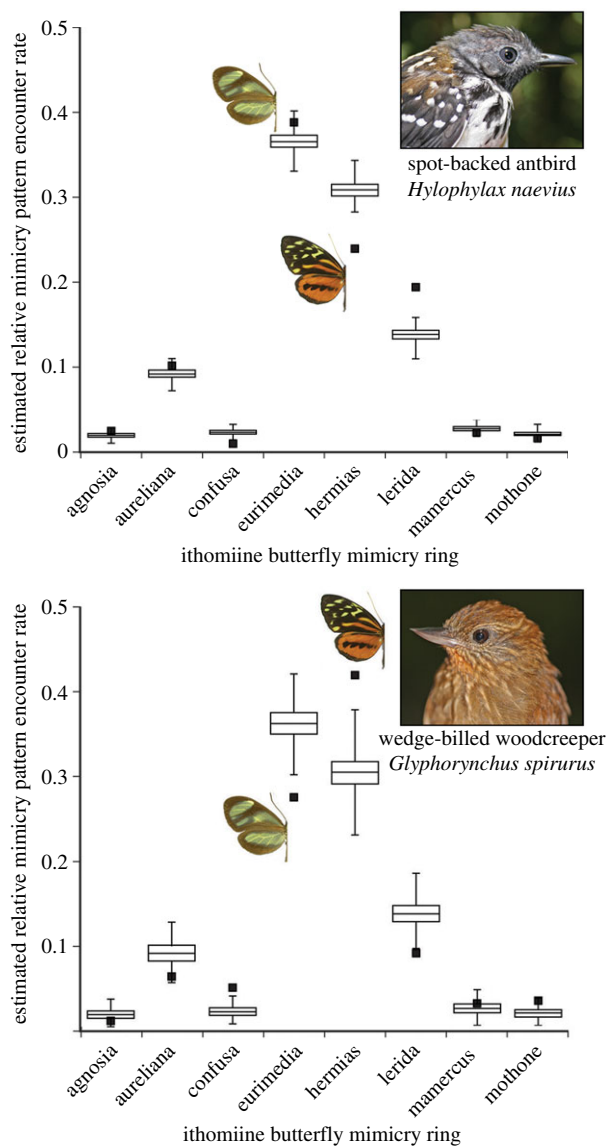 estimated relative mimicry pattern encounter rate
0.5
0.4
0.3
0.2
0.1
0
spot-backed antbird
Hylophylax naevius
agnosia
aureliana
confusa
eurimedia
hermias
lerida
mamercus
mothone
ithomiine butterfly mimicry ring
estimated relative mimicry pattern encounter rate
0.5
0.4
0.3
0.2
0.1
wedge-billed woodcreeper
Glyphorynchus spirurus
agnosia
aureliana
confusa
eurimedia
hermias
lerida
mamercus
mothone
ithomiine butterfly mimicry ring